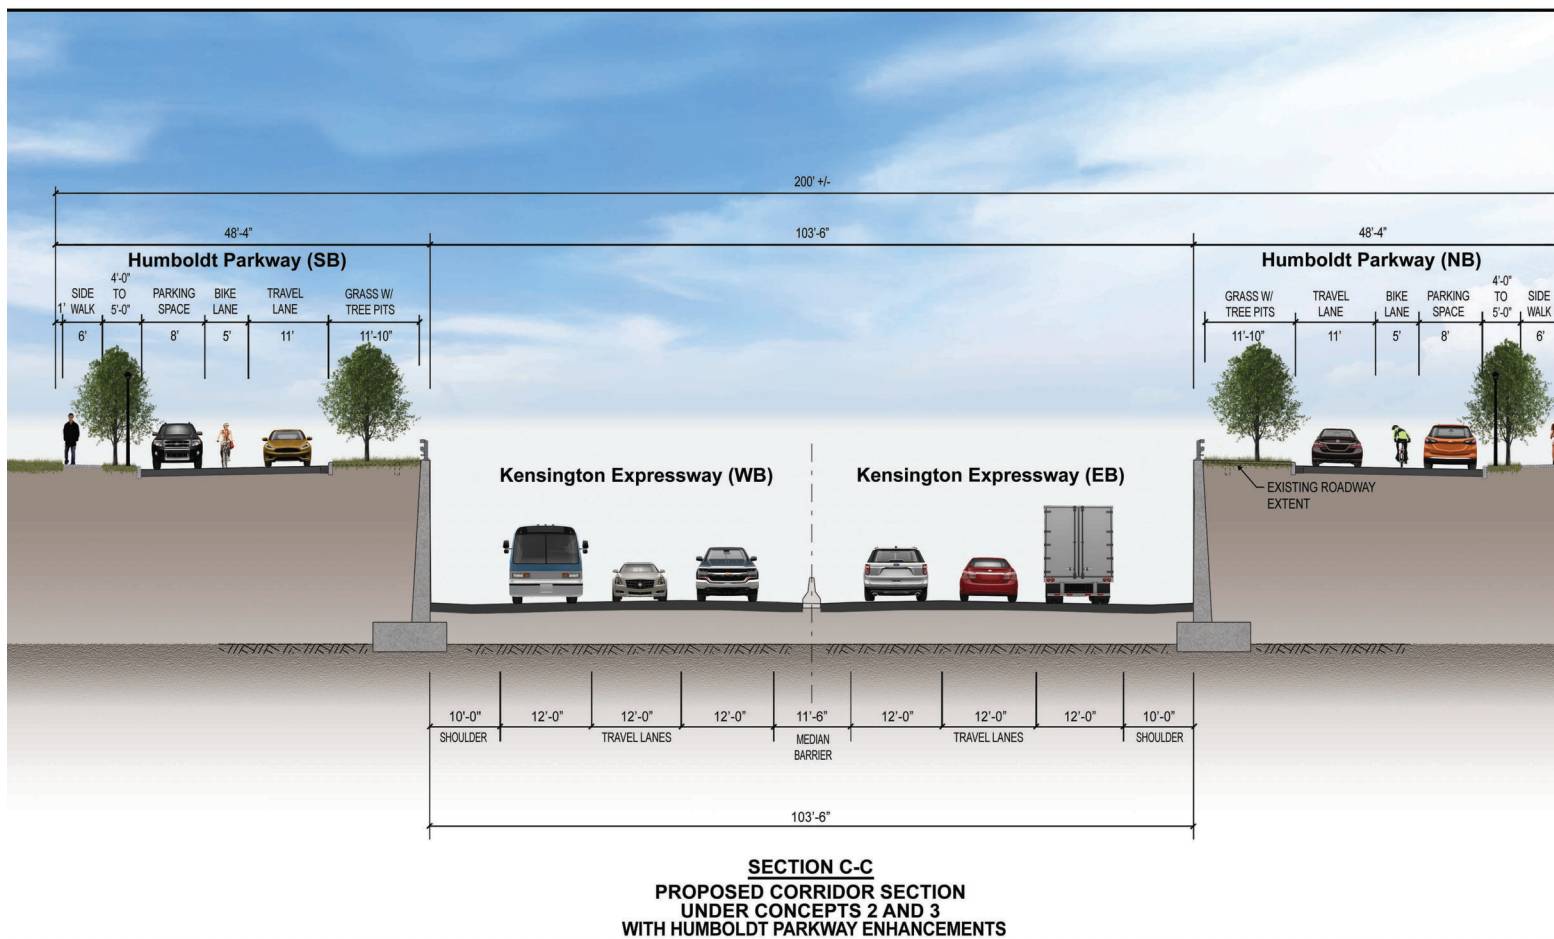 200' +/-
48'-4"
103'-6"
48'-4"
Humboldt Parkway (SB)
Humboldt Parkway (NB)
1'
SIDE
WALK
6'
4'-0"
TO
5'-0"
PARKING
SPACE
8'
BIKE
LANE
5'
TRAVEL
LANE
11'
GRASS W/
TREE PITS
11'-10"
GRASS W/
TREE PITS
11'-10"
TRAVEL
LANE
11'
BIKE
LANE
5'
PARKING
SPACE
8'
4'-0"
TO
5'-0"
SIDE
WALK
6'
Kensington Expressway (WB)
Kensington Expressway (EB)
EXISTING ROADWAY
EXTENT
10'-0"
12'-0"
12'-0"
12'-0"
11'-6"
12'-0"
12'-0"
12'-0"
10'-0"
SHOULDER
TRAVEL LANES
MEDIAN
BARRIER
TRAVEL LANES
SHOULDER
103'-6"
SECTION C-C
PROPOSED CORRIDOR SECTION
UNDER CONCEPTS 2 AND 3
WITH HUMBOLDT PARKWAY ENHANCEMENTS